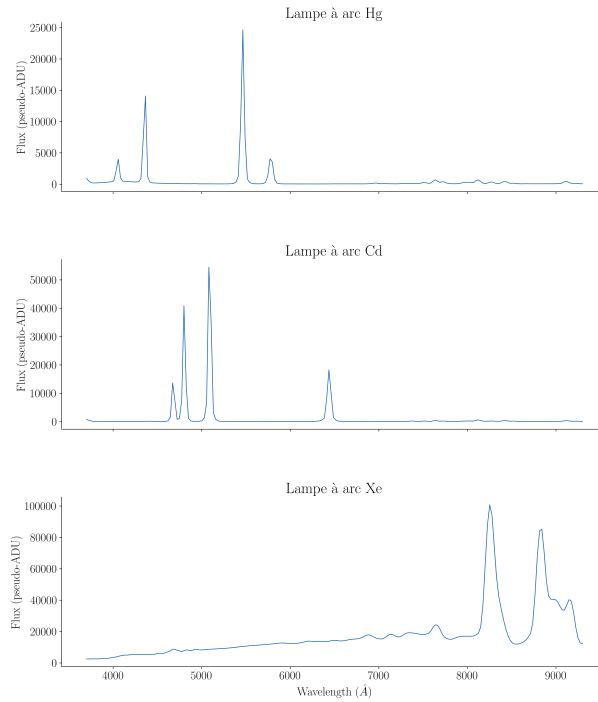 Lampe à arc Hg
25000
20000
15000
10000
5000
0
Flux (pseudo-ADU)
Lampe à arc Cd
50000
40000
30000
20000
10000
0
Flux (pseudo-ADU)
Lampe à arc Xe
100000
80000
60000
40000
20000
0
Flux (pseudo-ADU)
4000 5000 6000 7000 8000 9000
Wavelength (Å)